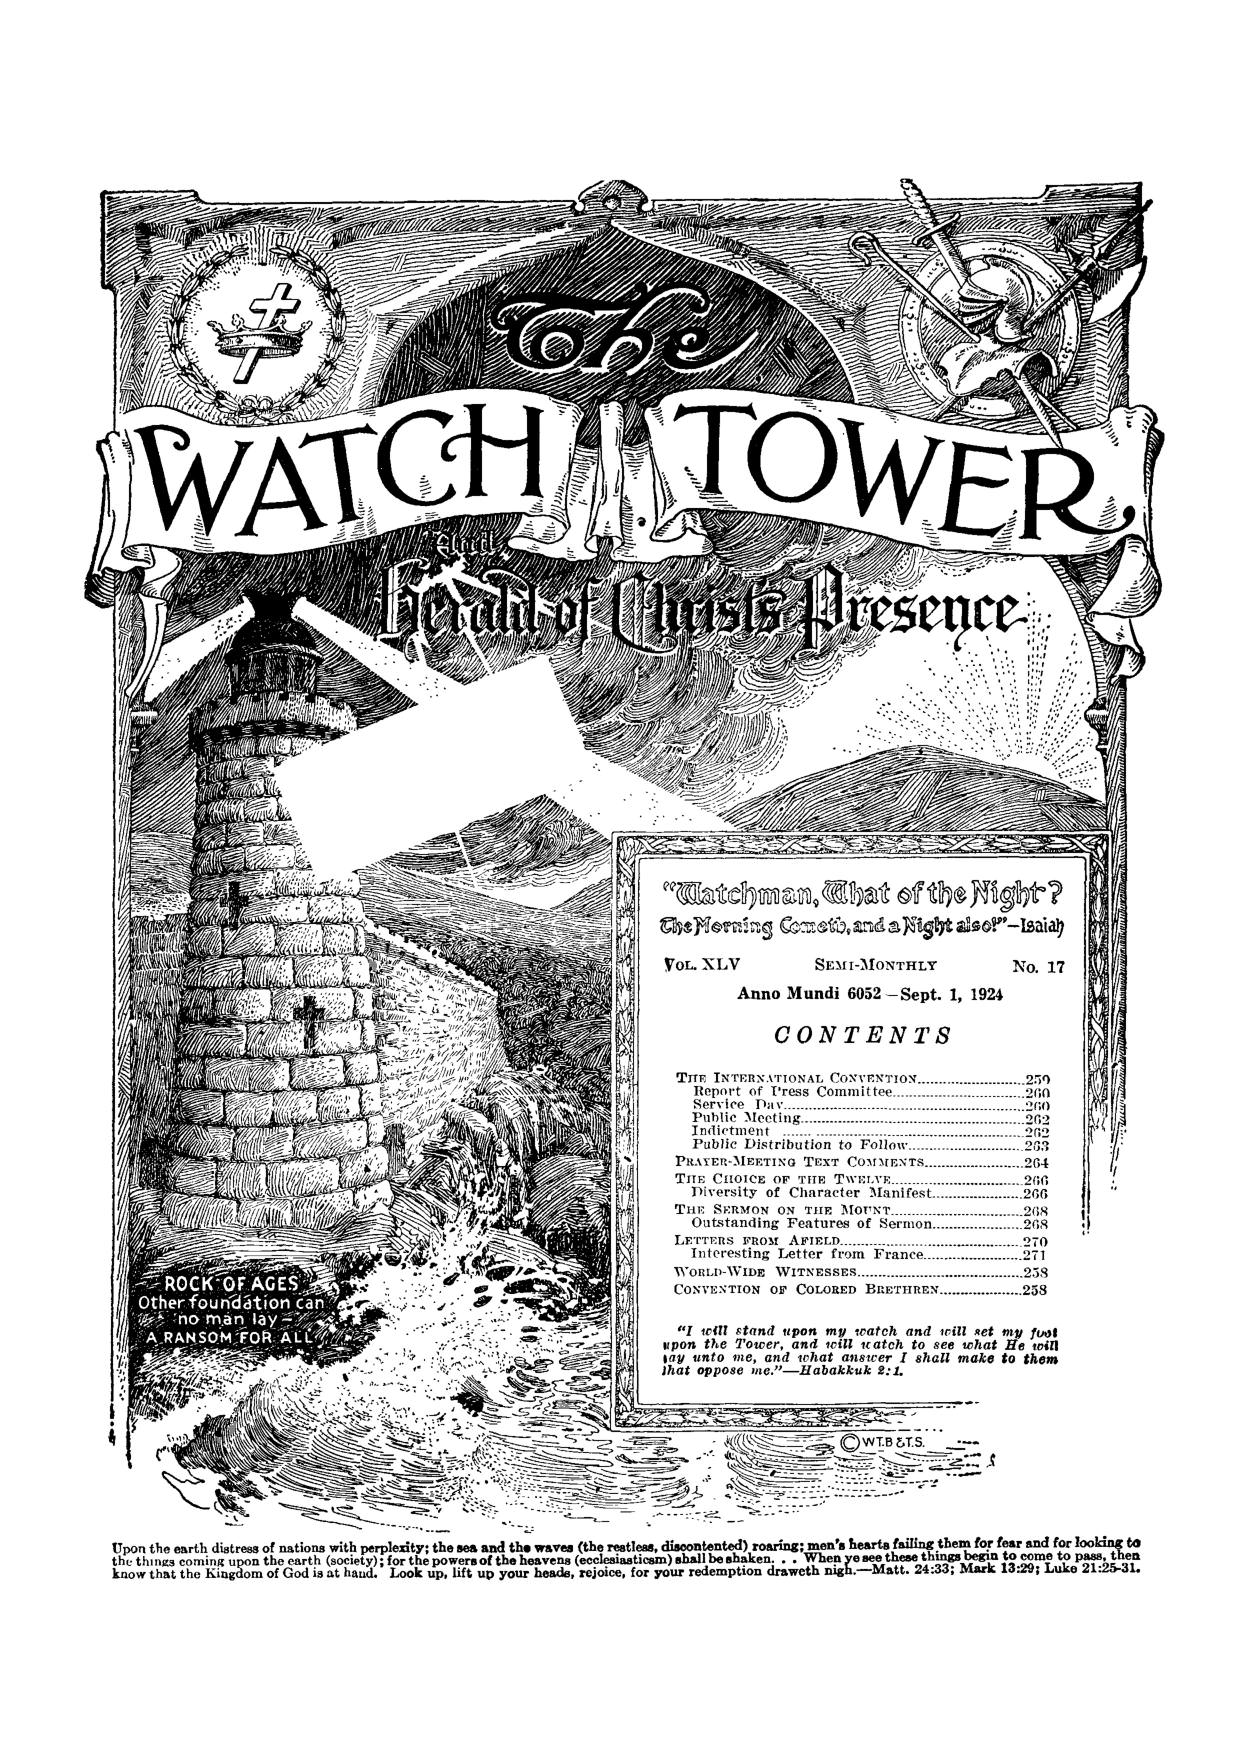 The
WATCH TOWER
And
Herald of Christ's Presence
"Watchman, What of the Night?
The Morning Cometh, and a Night also!"—Isaiah
VOL. XLV SEMI-MONTHLY No. 17
Anno Mundi 6052—Sept. 1, 1924
CONTENTS
THE INTERNATIONAL CONVENTION....................259
Report of Press Committee....................260
Service Day....................260
Public Meeting....................262
Indictment ....................262
Public Distribution to Follow....................263
PRAYER-MEETING TEXT COMMENTS....................264
THE CHOICE OF THE TWELVE....................266
Diversity of Character Manifest....................266
THE SERMON ON THE MOUNT....................268
Outstanding Features of Sermon....................268
LETTERS FROM AFIELD....................270
Interesting Letter from France....................271
WORLD-WIDE WITNESSES....................258
CONVENTION OF COLORED BRETHREN....................258
"I will stand upon my watch and will set my foot
upon the Tower, and will watch to see what He will
say unto me, and what answer I shall make to them
that oppose me."—Habakkuk 2:1.
ROCK OF AGES
Other foundation can
no man lay—
A RANSOM FOR ALL
©W.T.B & T.S.
Upon the earth distress of nations with perplexity; the sea and the waves (the restless, discontented) roaring; men's hearts failing them for fear and for looking to
the things coming upon the earth (society); for the powers of the heavens (ecclesiasticsm) shall be shaken. . . When ye see these things begin to come to pass, then
know that the Kingdom of God is at hand. Look up, lift up your heads, rejoice, for your redemption draweth nigh.—Matt. 24:33; Mark 13:29; Luke 21:25-31.